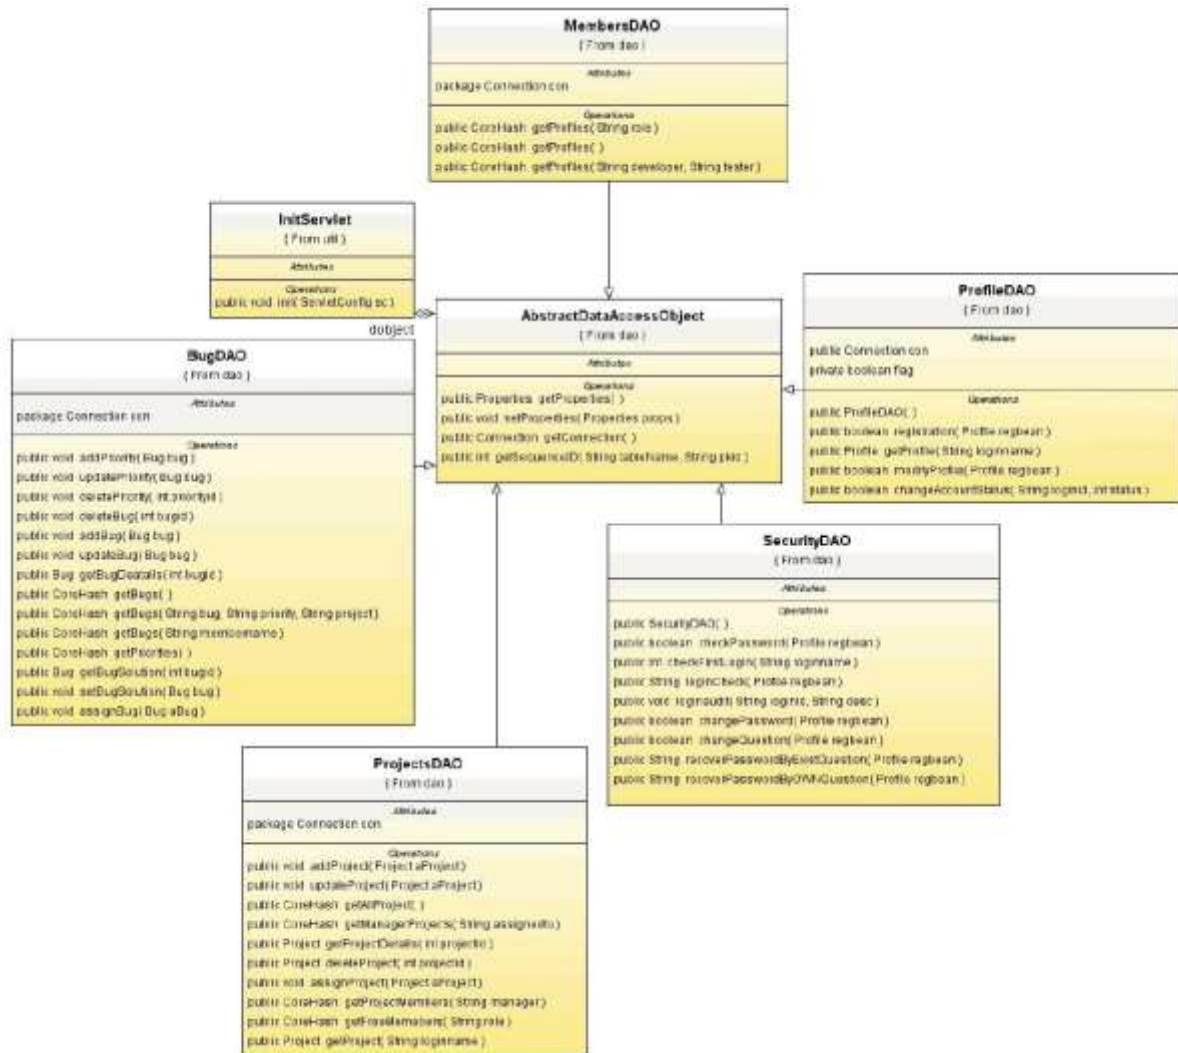 MembersDAO
( From dao )
Attributes
package Connection con
Operations
public CoreHash getProfiles( String role )
public CoreHash getProfiles( )
public CoreHash getProfiles( String developer, String tester )
InitServlet
( From util )
Attributes
Operations
public void init( ServletConfig sc )
dobject
AbstractDataAccessObject
( From dao )
Attributes
Operations
public Properties getProperties( )
public void setProperties( Properties props )
public Connection getConnection( )
public int getSequenceID( String tableName, String pkid )
ProfileDAO
( From dao )
Attributes
public Connection con
private boolean flag
Operations
public ProfileDAO( )
public boolean registration( Profile regbean )
public Profile getProfile( String loginname )
public boolean modifyProfile( Profile regbean )
public boolean changeAccountStatus( String loginid, int status )
BugDAO
( From dao )
Attributes
package Connection con
Operations
public void addPriority( Bug bug )
public void updatePriority( Bug bug )
public void deletePriority( int priorityid )
public void deleteBug( int bugid )
public void addBug( Bug bug )
public void updateBug( Bug bug )
public Bug getBugDeatails( int bugid )
public CoreHash getBugs( )
public CoreHash getBugs( String bug, String priority, String project )
public CoreHash getBugs( String )
public CoreHash getPriorities( )
public Bug getBugSolution( int bugid )
public void setBugSolution( Bug bug )
public void assignBug( Bug aBug )
SecurityDAO
( From dao )
Attributes
Operations
public SecurityDAO( )
public boolean checkPassword( Profile regbean )
public int checkFirstLogin( String loginname )
public String loginCheck( Profile regbean )
public void loginaudit( String loginid, String desc )
public boolean changePassword( Profile regbean )
public boolean changeQuestion( Profile regbean )
public String recoverPasswordByExistQuestion( Profile regbean )
public String recoverPasswordByOWNQuestion( Profile regbean )
ProjectsDAO
( From dao )
Attributes
package Connection con
Operations
public void addProject( Project aProject )
public void updateProject( Project aProject )
public CoreHash getAllProject( )
public CoreHash getManagerProjects( String assignedto )
public Project getProjectDetails( int projectid )
public Project deleteProject( int projectid )
public void assignProject( Project aProject )
public CoreHash getProjectMembers( String manager )
public CoreHash getFreeMemebers( String role )
public Project getProject( String loginname )